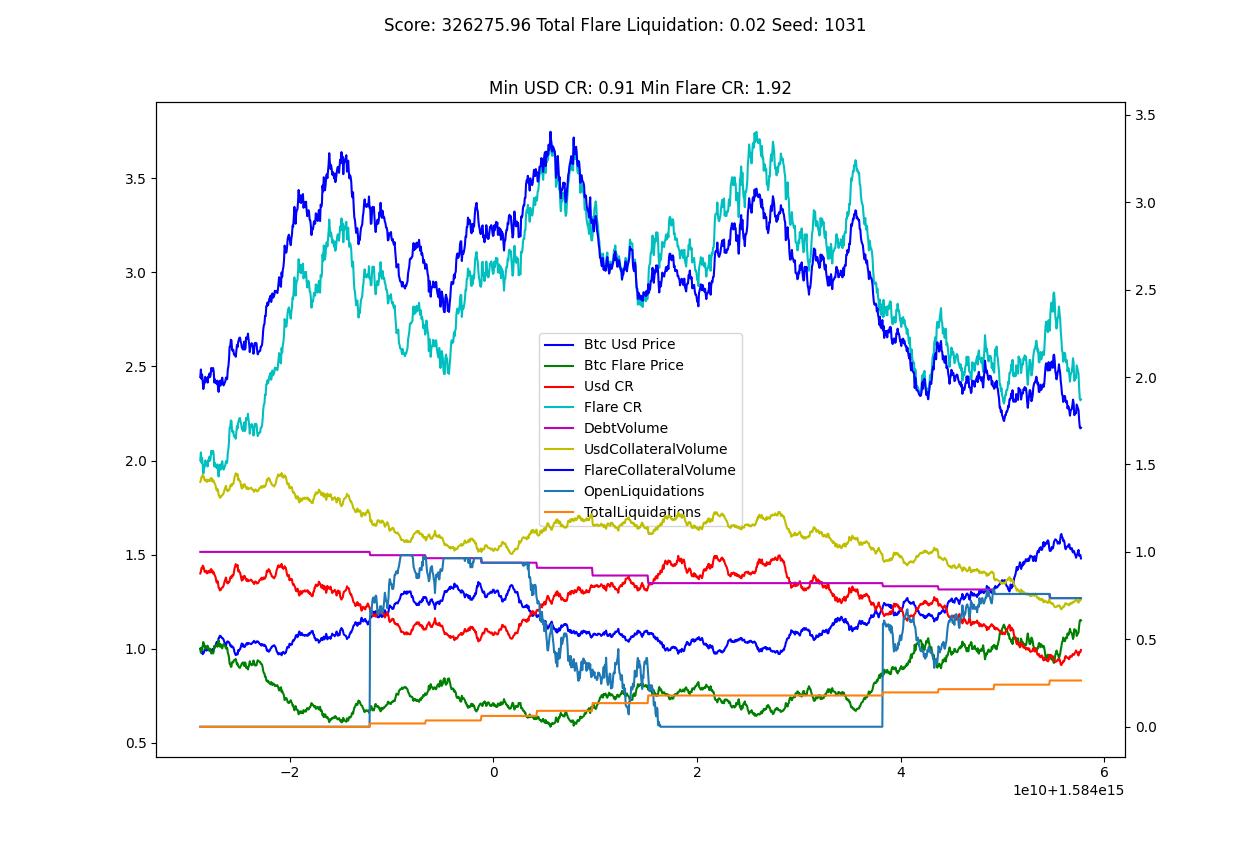 Score: 326275.96 Total Flare Liquidation: 0.02 Seed: 1031
Min USD CR: 0.91 Min Flare CR: 1.92
3.5
3.0
2.5
2.0
1.5
1.0
0.5
3.5
3.0
2.5
2.0
1.5
1.0
0.5
0.0
Btc Usd Price
Btc Flare Price
Usd CR
Flare CR
DebtVolume
UsdCollateralVolume
FlareCollateralVolume
OpenLiquidations
TotalLiquidations
−2 0 2 4 6
1e10+1.584e15